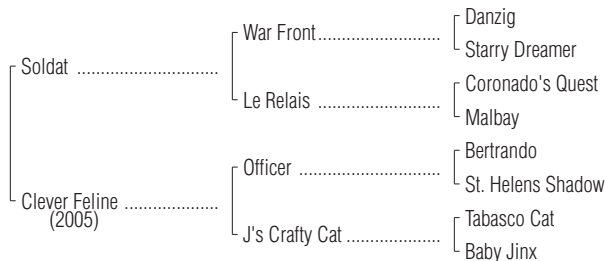 Danzig
War Front
Starry Dreamer
Soldat
Coronado's Quest
Le Relais
Malbay
Bertrando
Officer
St. Helens Shadow
Clever Feline
(2005)
Tabasco Cat
J's Crafty Cat
Baby Jinx